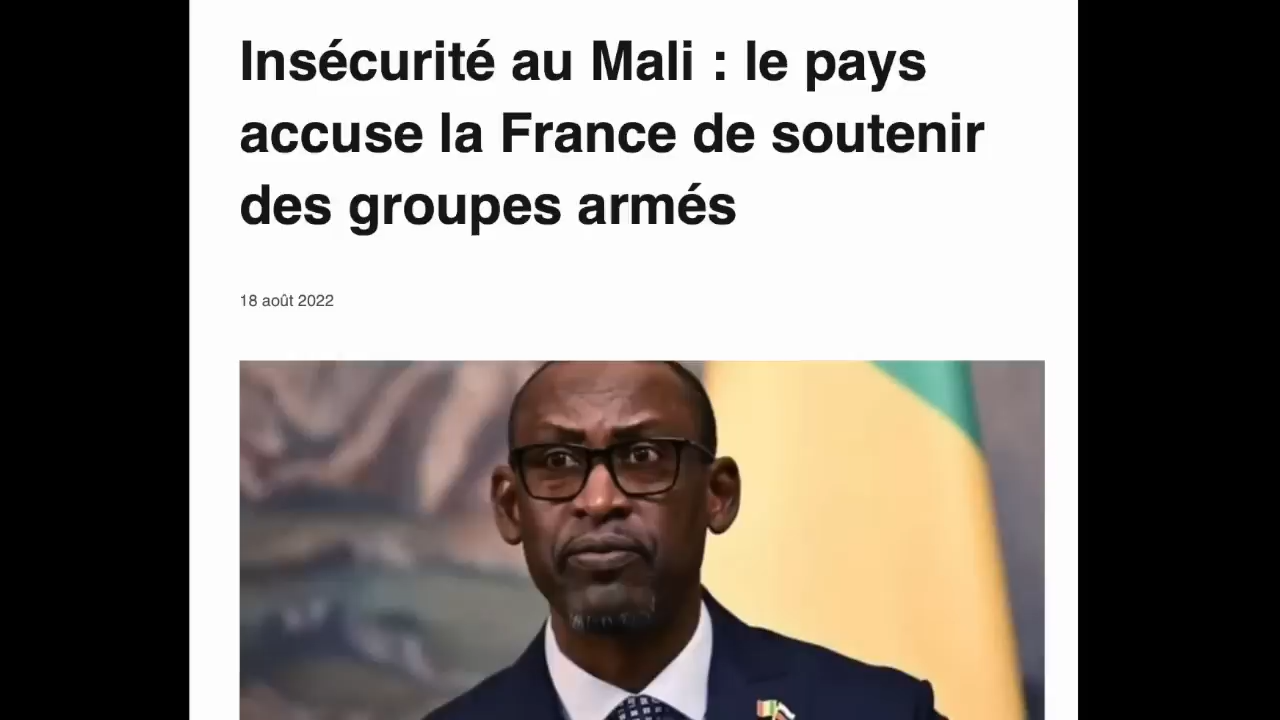 Insécurité au Mali : le pays
accuse la France de soutenir
des groupes armés
18 août 2022